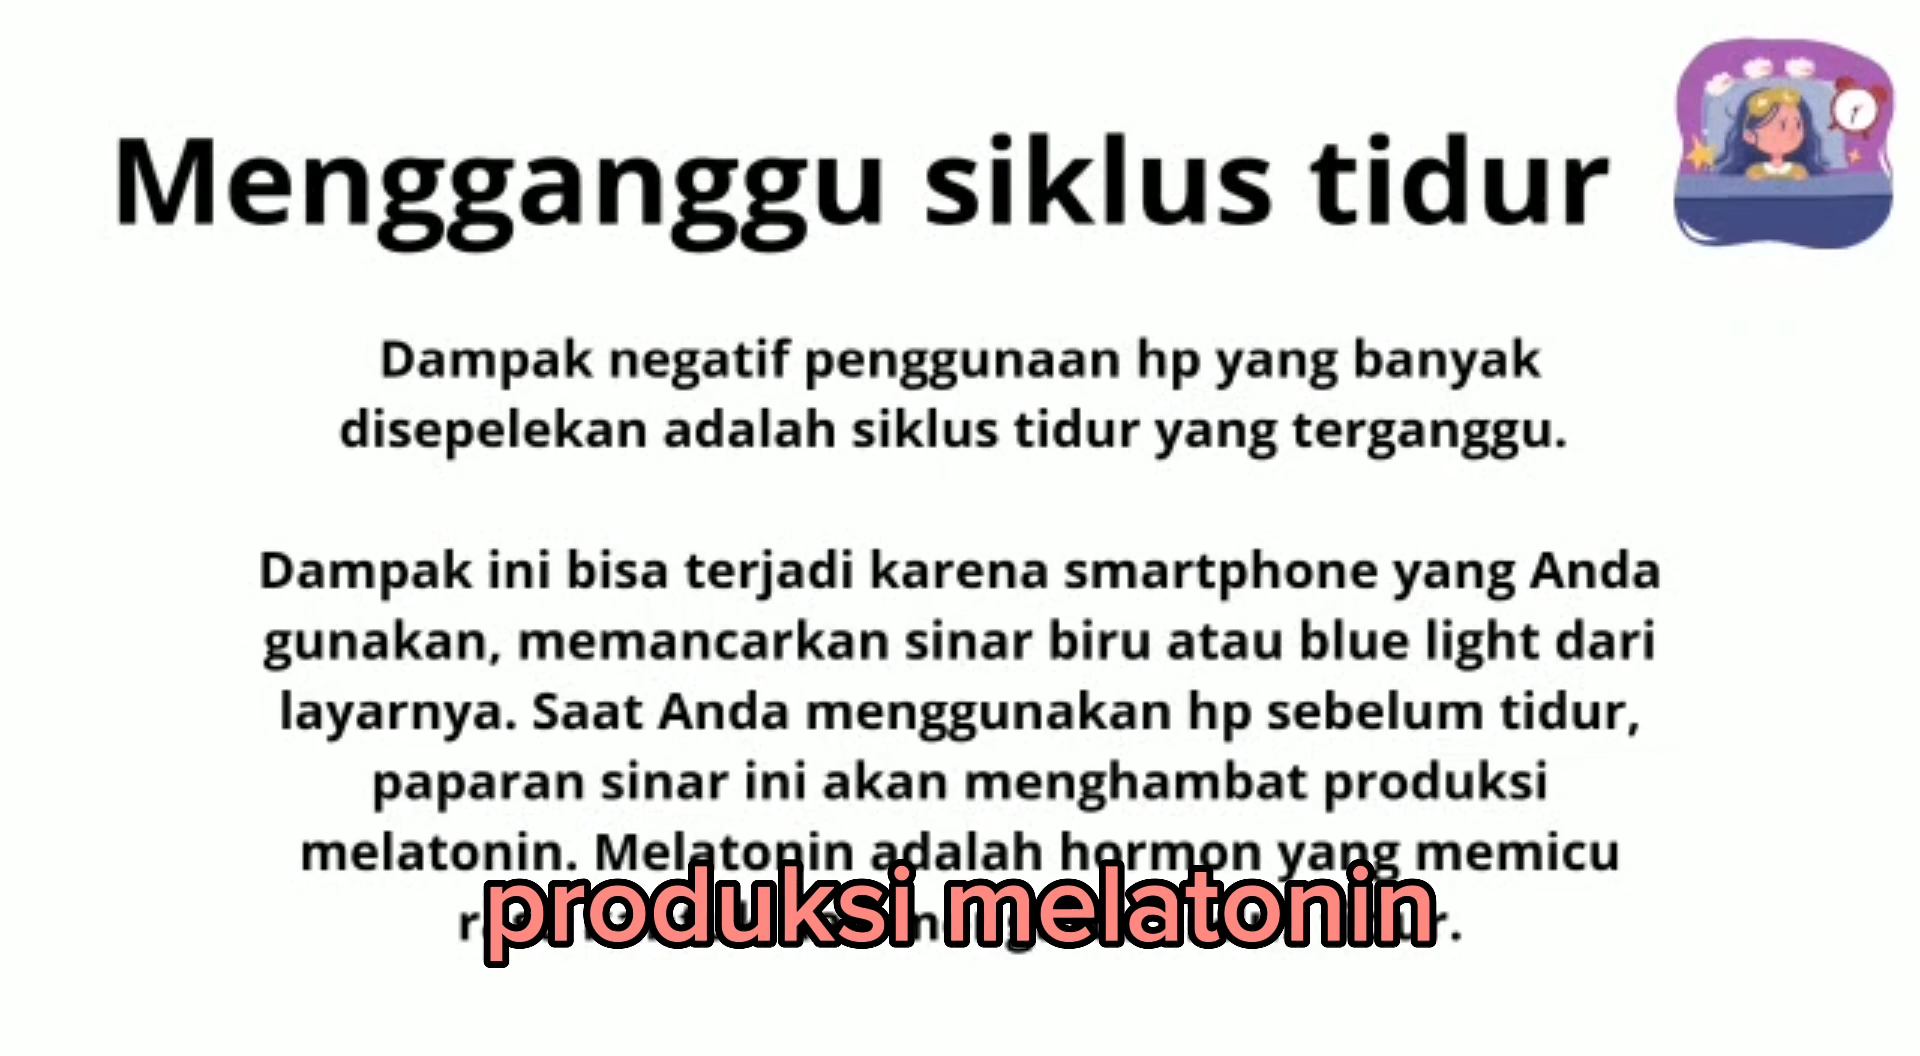 Mengganggu siklus tidur
Dampak negatif penggunaan hp yang banyak
disepelekan adalah siklus tidur yang terganggu.
Dampak ini bisa terjadi karena smartphone yang Anda
gunakan, memancarkan sinar biru atau blue light dari
layarnya. Saat Anda menggunakan hp sebelum tidur,
paparan sinar ini akan menghambat produksi
melatonin. Melatonin adalah hormon yang memicu
produksi melatonin